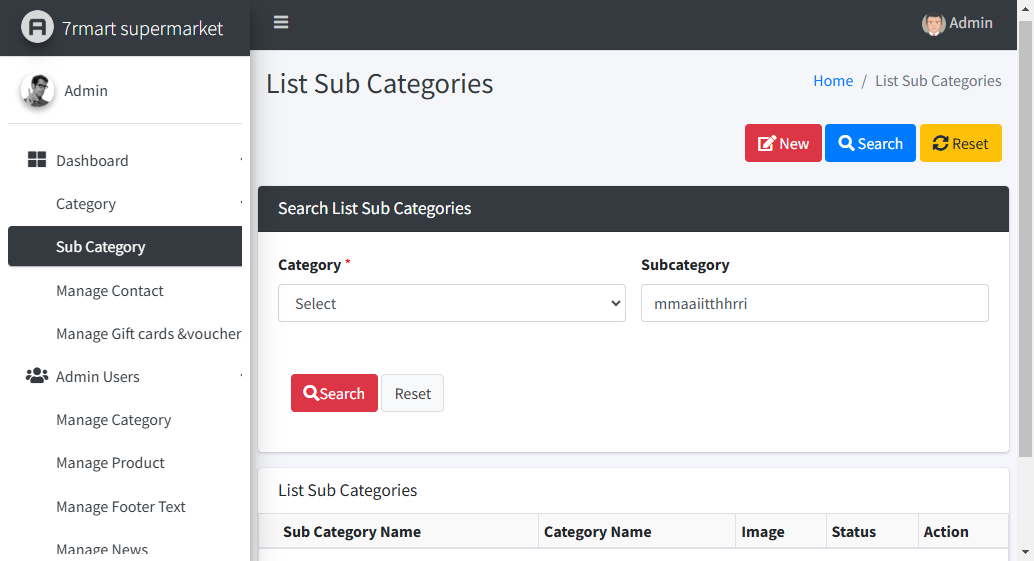 7rmart supermarket
Admin
Admin
Dashboard
Category
Sub Category
Manage Contact
Manage Gift cards &voucher
Admin Users
Manage Category
Manage Product
Manage Footer Text
Manage News
List Sub Categories
Home / List Sub Categories
New Search Reset
Search List Sub Categories
Category * Subcategory
Select mmaaiitthhrri
Search Reset
List Sub Categories
Sub Category Name Category Name Image Status Action